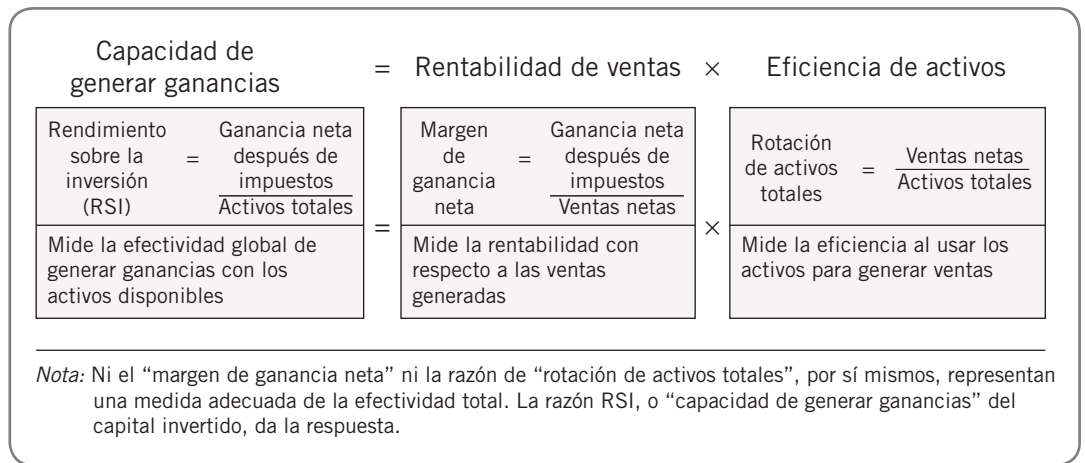 Capacidad de
generar ganancias = Rentabilidad de ventas × Eficiencia de activos
Rendimiento
sobre la
inversión
(RSI)
=
Ganancia neta
después de
impuestos
Activos totales
Mide la efectividad global de
generar ganancias con los
activos disponibles
=
Margen
de
ganancia
neta
=
Ganancia neta
después de
impuestos
Ventas netas
Mide la rentabilidad con
respecto a las ventas
generadas
×
Rotación
de activos
totales
=
Ventas netas
Activos totales
Mide la eficiencia al usar los
activos para generar ventas
Nota: Ni el “margen de ganancia neta” ni la razón de “rotación de activos totales”, por sí mismos, representan
una medida adecuada de la efectividad total. La razón RSI, o “capacidad de generar ganancias” del
capital invertido, da la respuesta.